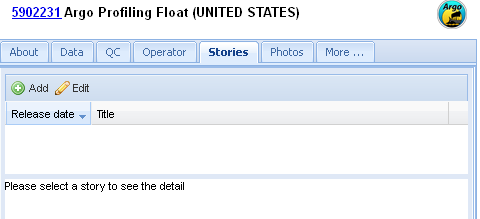 5902231 Argo Profiling Float (UNITED STATES)
Argo
About Data QC Operator Stories Photos More ...
Add Edit
Release date Title
Please select a story to see the detail